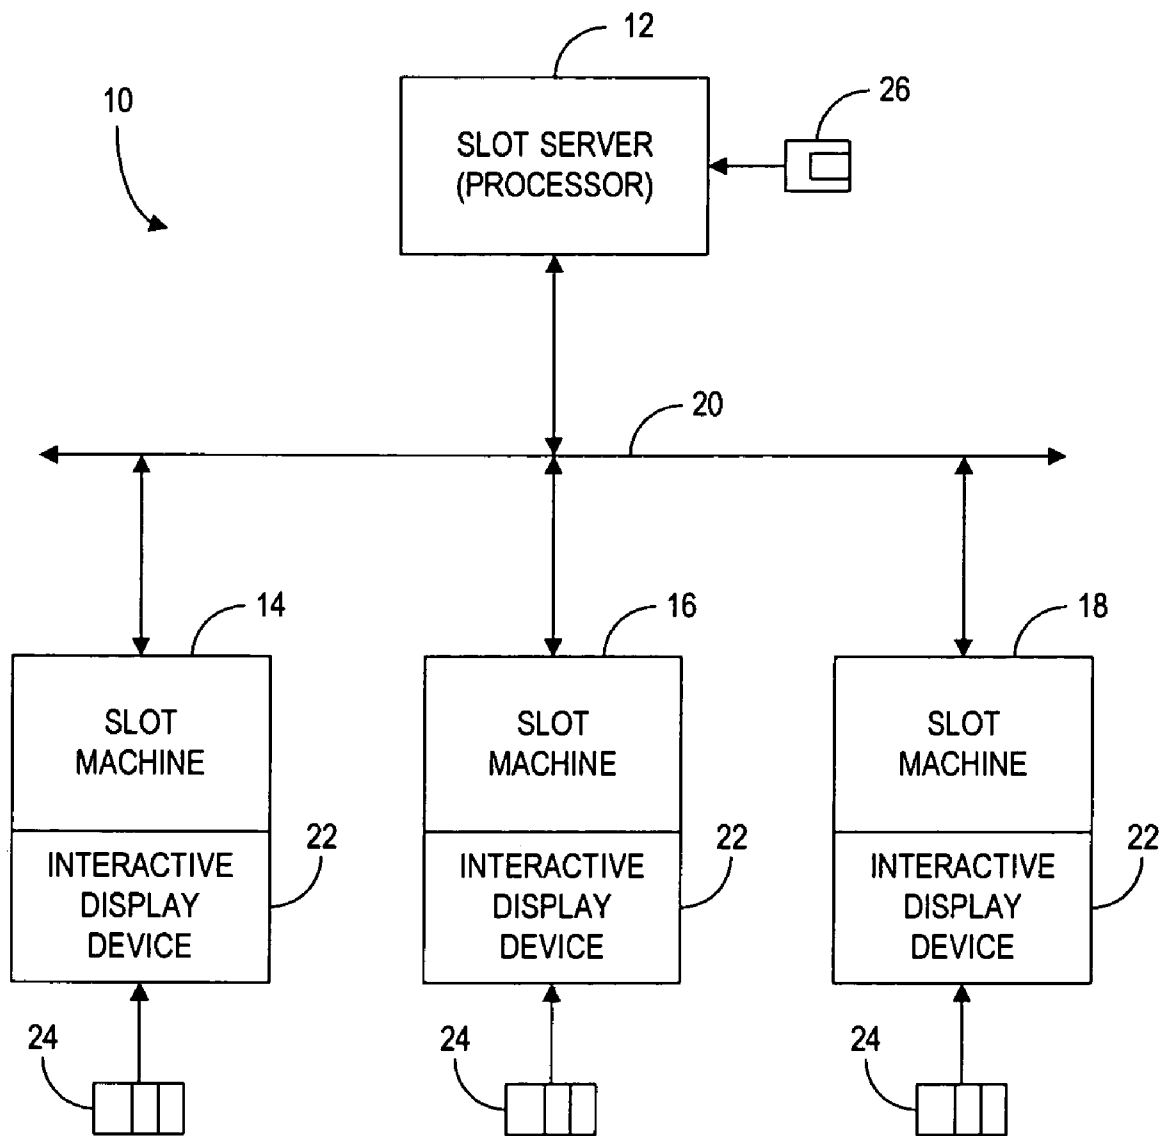 12
10
26
SLOT SERVER
(PROCESSOR)
20
14
16
18
SLOT
MACHINE
SLOT
MACHINE
SLOT
MACHINE
22
22
22
INTERACTIVE
DISPLAY
DEVICE
INTERACTIVE
DISPLAY
DEVICE
INTERACTIVE
DISPLAY
DEVICE
24
24
24